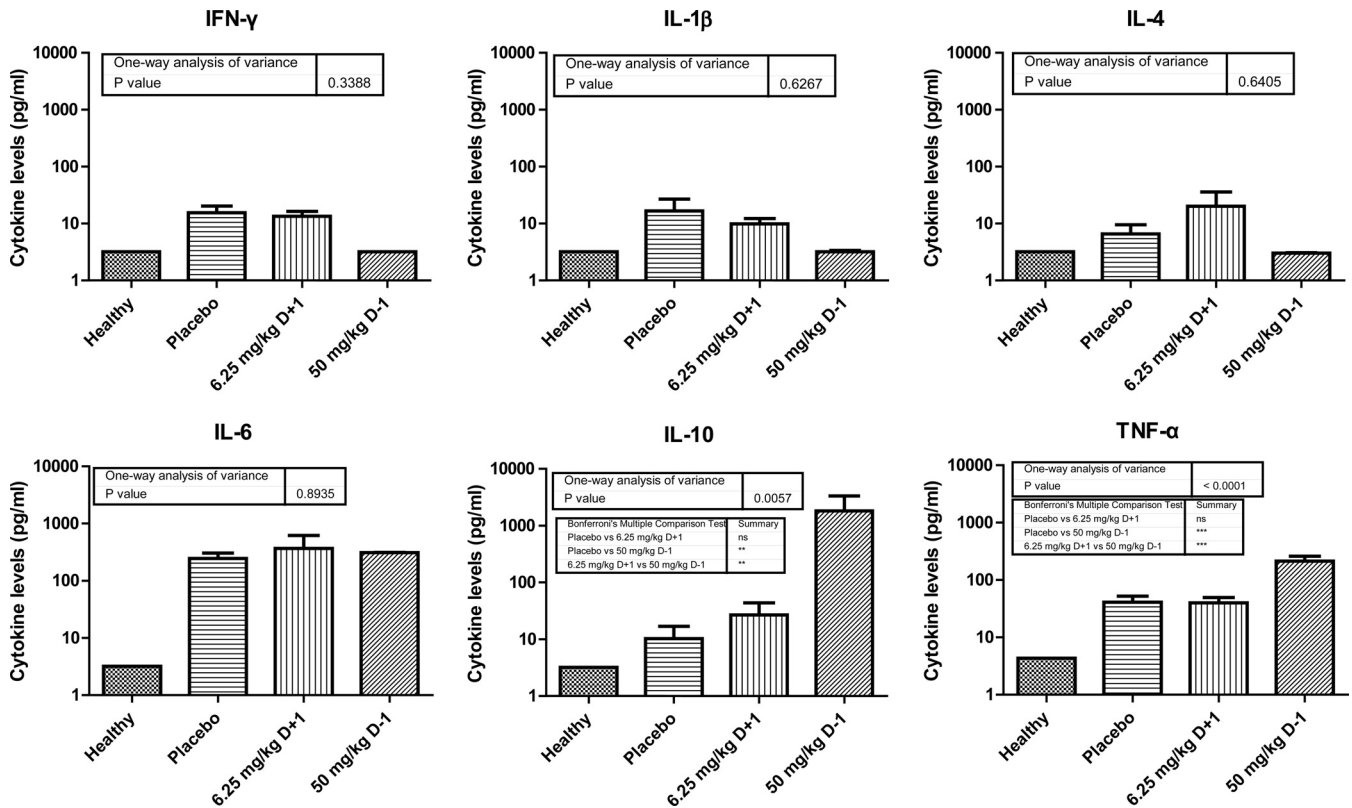 IFN-γ
Cytokine levels (pg/ml)
10000
1000
100
10
1
One-way analysis of variance
P value 0.3388
Healthy
Placebo
6.25 mg/kg D+1
50 mg/kg D-1
IL-1β
Cytokine levels (pg/ml)
10000
1000
100
10
1
One-way analysis of variance
P value 0.6267
Healthy
Placebo
6.25 mg/kg D+1
50 mg/kg D-1
IL-4
Cytokine levels (pg/ml)
10000
1000
100
10
1
One-way analysis of variance
P value 0.6405
Healthy
Placebo
6.25 mg/kg D+1
50 mg/kg D-1
IL-6
Cytokine levels (pg/ml)
10000
1000
100
10
1
One-way analysis of variance
P value 0.8935
Healthy
Placebo
6.25 mg/kg D+1
50 mg/kg D-1
IL-10
Cytokine levels (pg/ml)
10000
1000
100
10
1
One-way analysis of variance
P value 0.0057
Bonferroni's Multiple Comparison Test Summary
Placebo vs 6.25 mg/kg D+1 ns
Placebo vs 50 mg/kg D-1 **
6.25 mg/kg D+1 vs 50 mg/kg D-1 **
Healthy
Placebo
6.25 mg/kg D+1
50 mg/kg D-1
TNF-α
Cytokine levels (pg/ml)
10000
1000
100
10
1
One-way analysis of variance
P value < 0.0001
Bonferroni's Multiple Comparison Test Summary
Placebo vs 6.25 mg/kg D+1 ns
Placebo vs 50 mg/kg D-1 ***
6.25 mg/kg D+1 vs 50 mg/kg D-1 ***
Healthy
Placebo
6.25 mg/kg D+1
50 mg/kg D-1